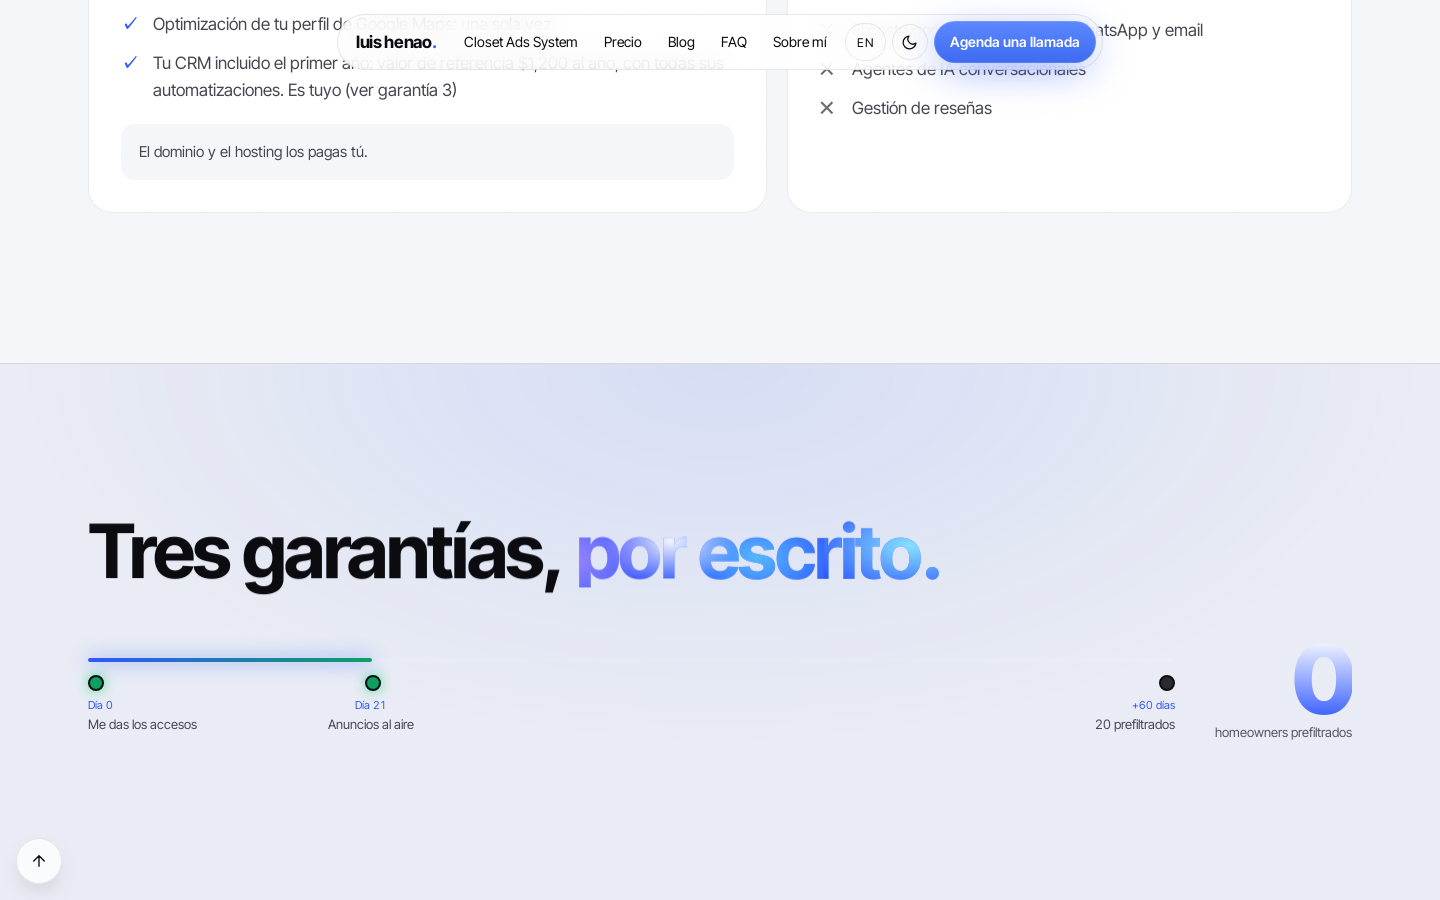 Optimización de tu perfil de Google Maps: una sola vez
luis henao.
Closet Ads System
Precio
Blog
FAQ
Sobre mí
EN
Agenda una llamada
atsApp y email
Tu CRM incluido el primer año: valor de referencia $1,200 al año, con todas sus
automatizaciones. Es tuyo (ver garantía 3)
Agentes de IA conversacionales
Gestión de reseñas
El dominio y el hosting los pagas tú.
Tres garantías, por escrito.
Día 0
Me das los accesos
Día 21
Anuncios al aire
+60 días
20 prefiltrados
0
homeowners prefiltrados